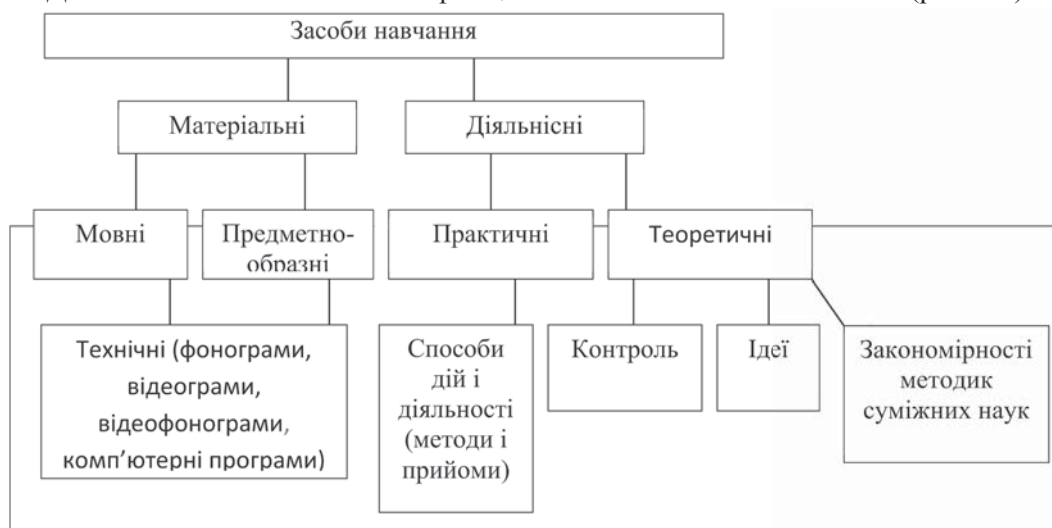 Засоби навчання
Матеріальні
Діяльнісні
Мовні
Предметно-
образні
Практичні
Теоретичні
Технічні (фонограми,
відеограми,
відеофонограми,
комп’ютерні програми)
Способи
дій і
діяльності
(методи і
прийоми)
Контроль
Ідеї
Закономірності
методик
суміжних наук